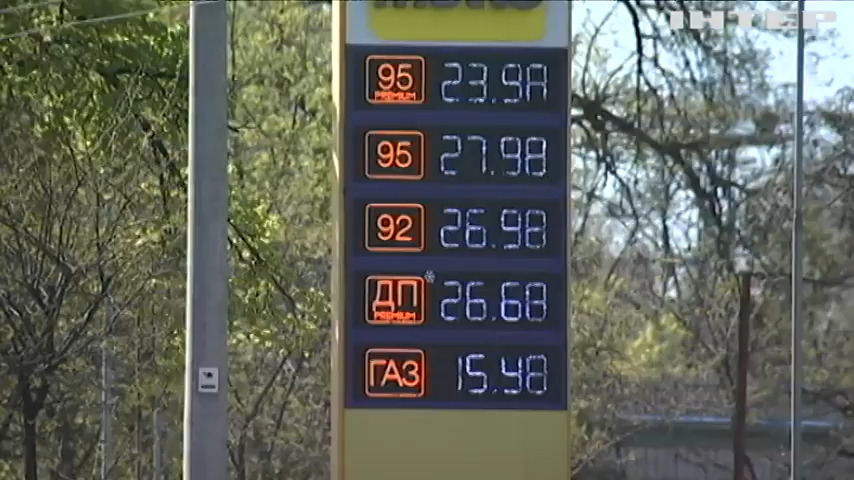 ІНТЕР
95 PREMIUM 23.9A
95 27.98
92 26.98
ДП PREMIUM 26.68
ГАЗ 15.48